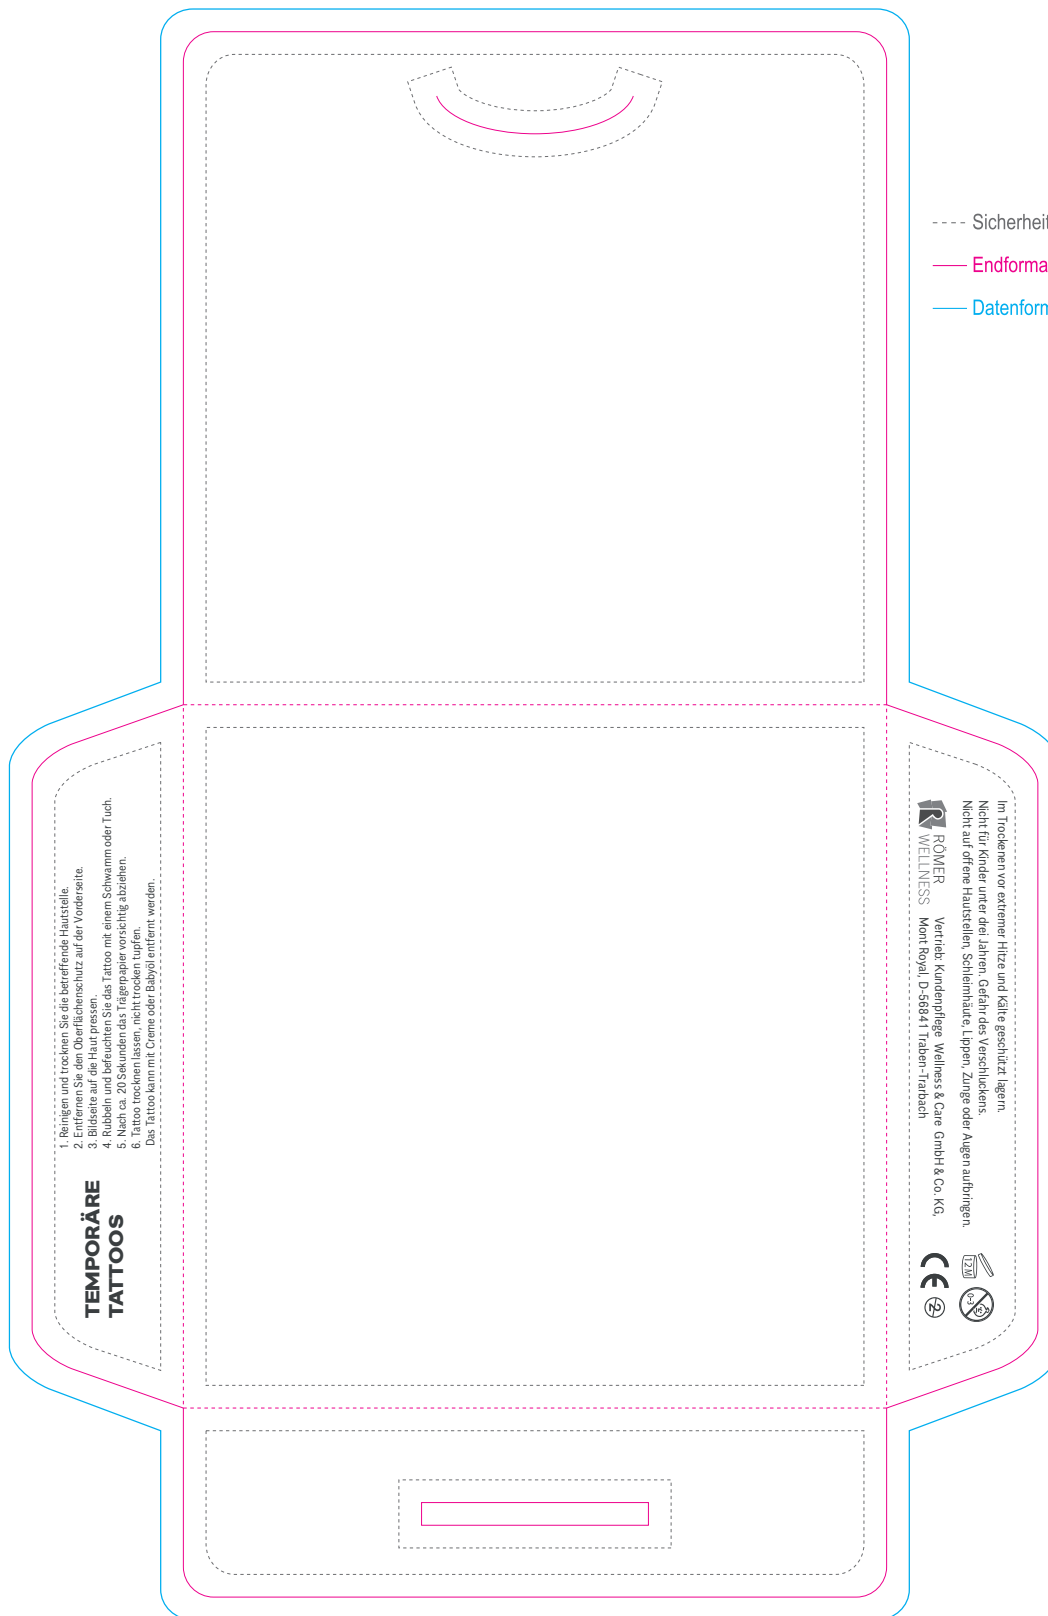 Sicherheit
Endforma
Datenform
1. Reinigen und trocknen Sie die betreffende Hautstelle.
2. Entfernen Sie den Oberflächenschutz auf der Vorderseite.
3. Bildseite auf die Haut pressen.
4. Rubbeln und befeuchten Sie das Tattoo mit einem Schwamm oder Tuch.
5. Nach ca. 20 Sekunden das Trägerpapier vorsichtig abziehen.
6. Tattoo trocknen lassen, nicht trocken tupfen.
Das Tattoo kann mit Creme oder Babyöl entfernt werden.
TEMPORÄRE
TATTOOS
Im Trockenen vor extremer Hitze und Kälte geschützt lagern.
Nicht für Kinder unter drei Jahren. Gefahr des Verschluckens.
Nicht auf offene Hautstellen, Schleimhäute, Lippen, Zunge oder Augen aufbringen.
R RÖMER
WELLNESS
Vertrieb: Kundenpflege Wellness & Care GmbH & Co. KG,
Mont Royal, D-56841 Traben-Trarbach
12M
0-3
CE
2